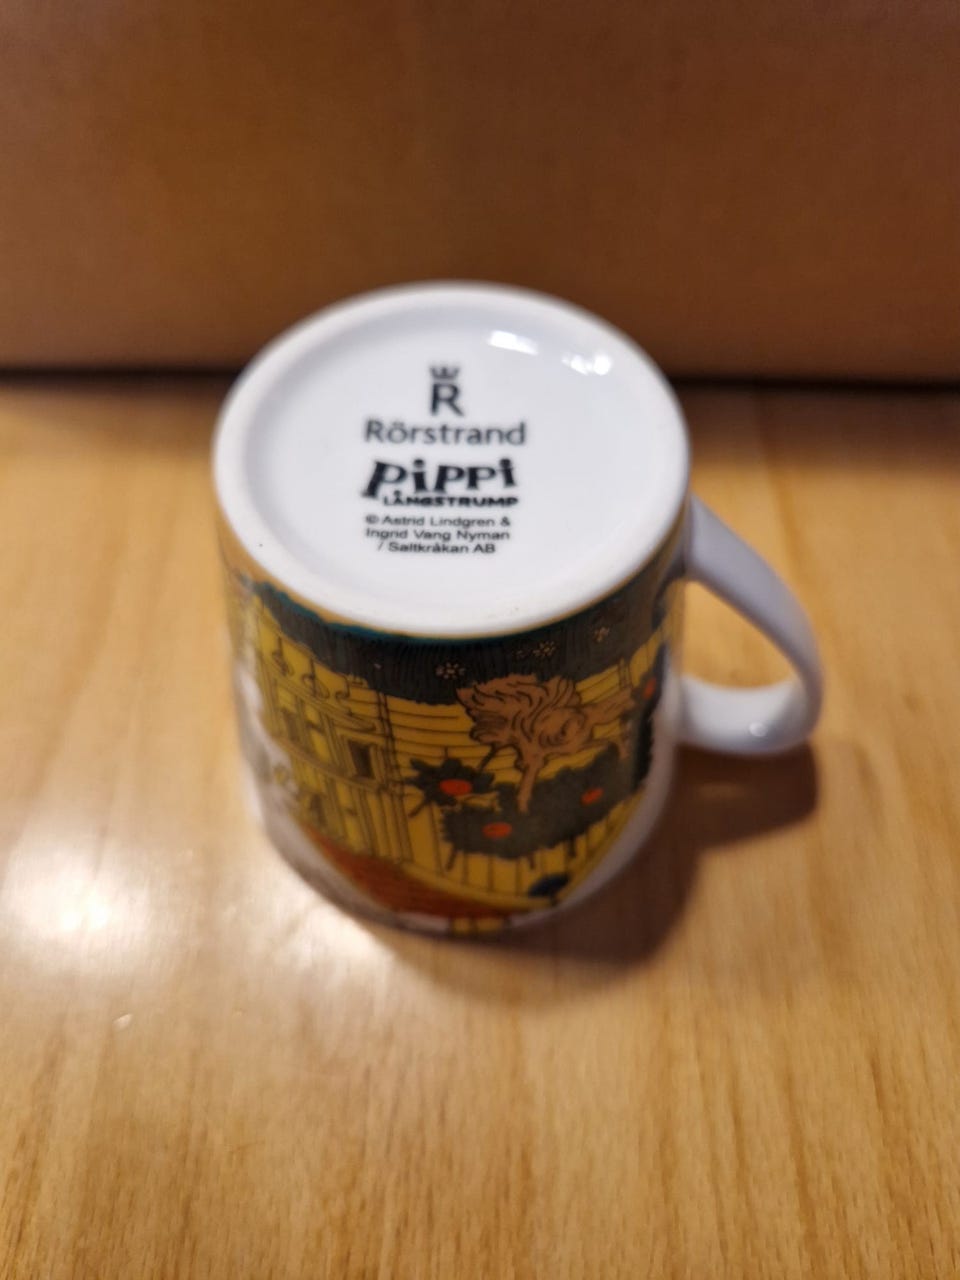 R
Rörstrand
PiPPi
LÅNGSTRUMP
© Astrid Lindgren &
Ingrid Vang Nyman
/ Saltkråkan AB